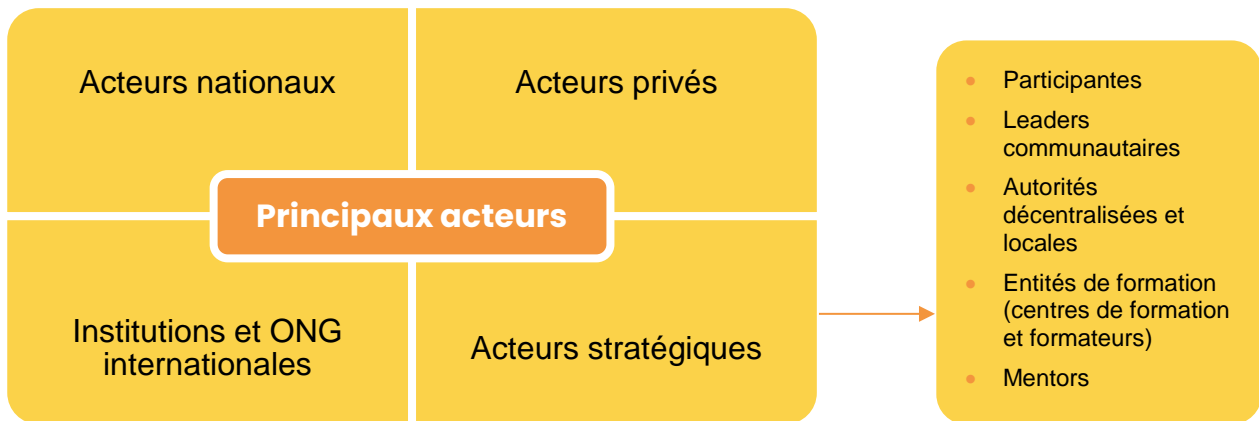 Acteurs nationaux
Acteurs privés
Principaux acteurs
Institutions et ONG
internationales
Acteurs stratégiques
• Participantes
• Leaders
communautaires
• Autorités
décentralisées et
locales
• Entités de formation
(centres de formation
et formateurs)
• Mentors